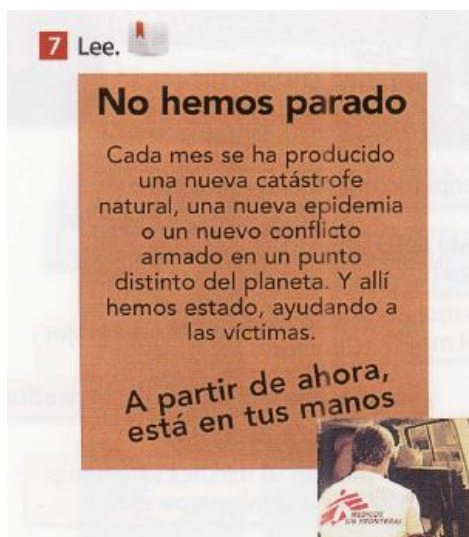 7 Lee.
No hemos parado
Cada mes se ha producido
una nueva catástrofe
natural, una nueva epidemia
o un nuevo conflicto
armado en un punto
distinto del planeta. Y allí
hemos estado, ayudando a
las víctimas.
A partir de ahora,
está en tus manos
MEDICOS
SIN FRONTERAS